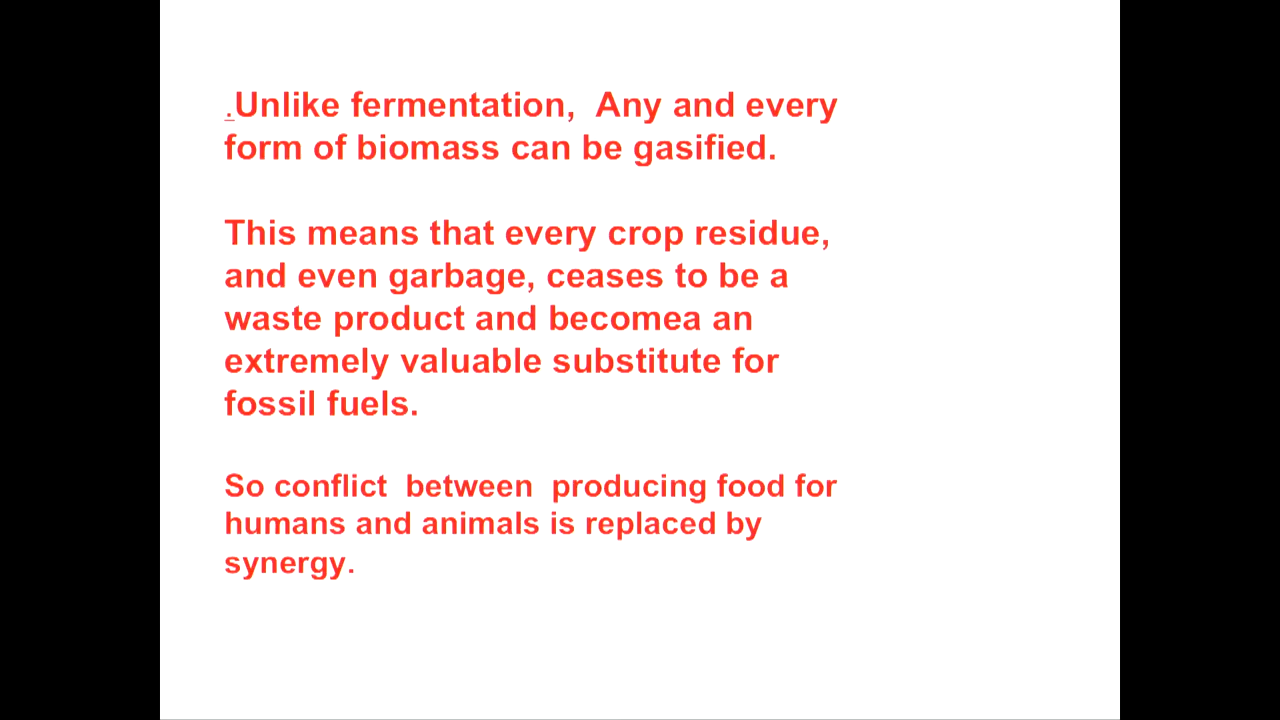 .Unlike fermentation,  Any and every
form of biomass can be gasified.
This means that every crop residue,
and even garbage, ceases to be a
waste product and becomea an
extremely valuable substitute for
fossil fuels.
So conflict  between  producing food for
humans and animals is replaced by
synergy.